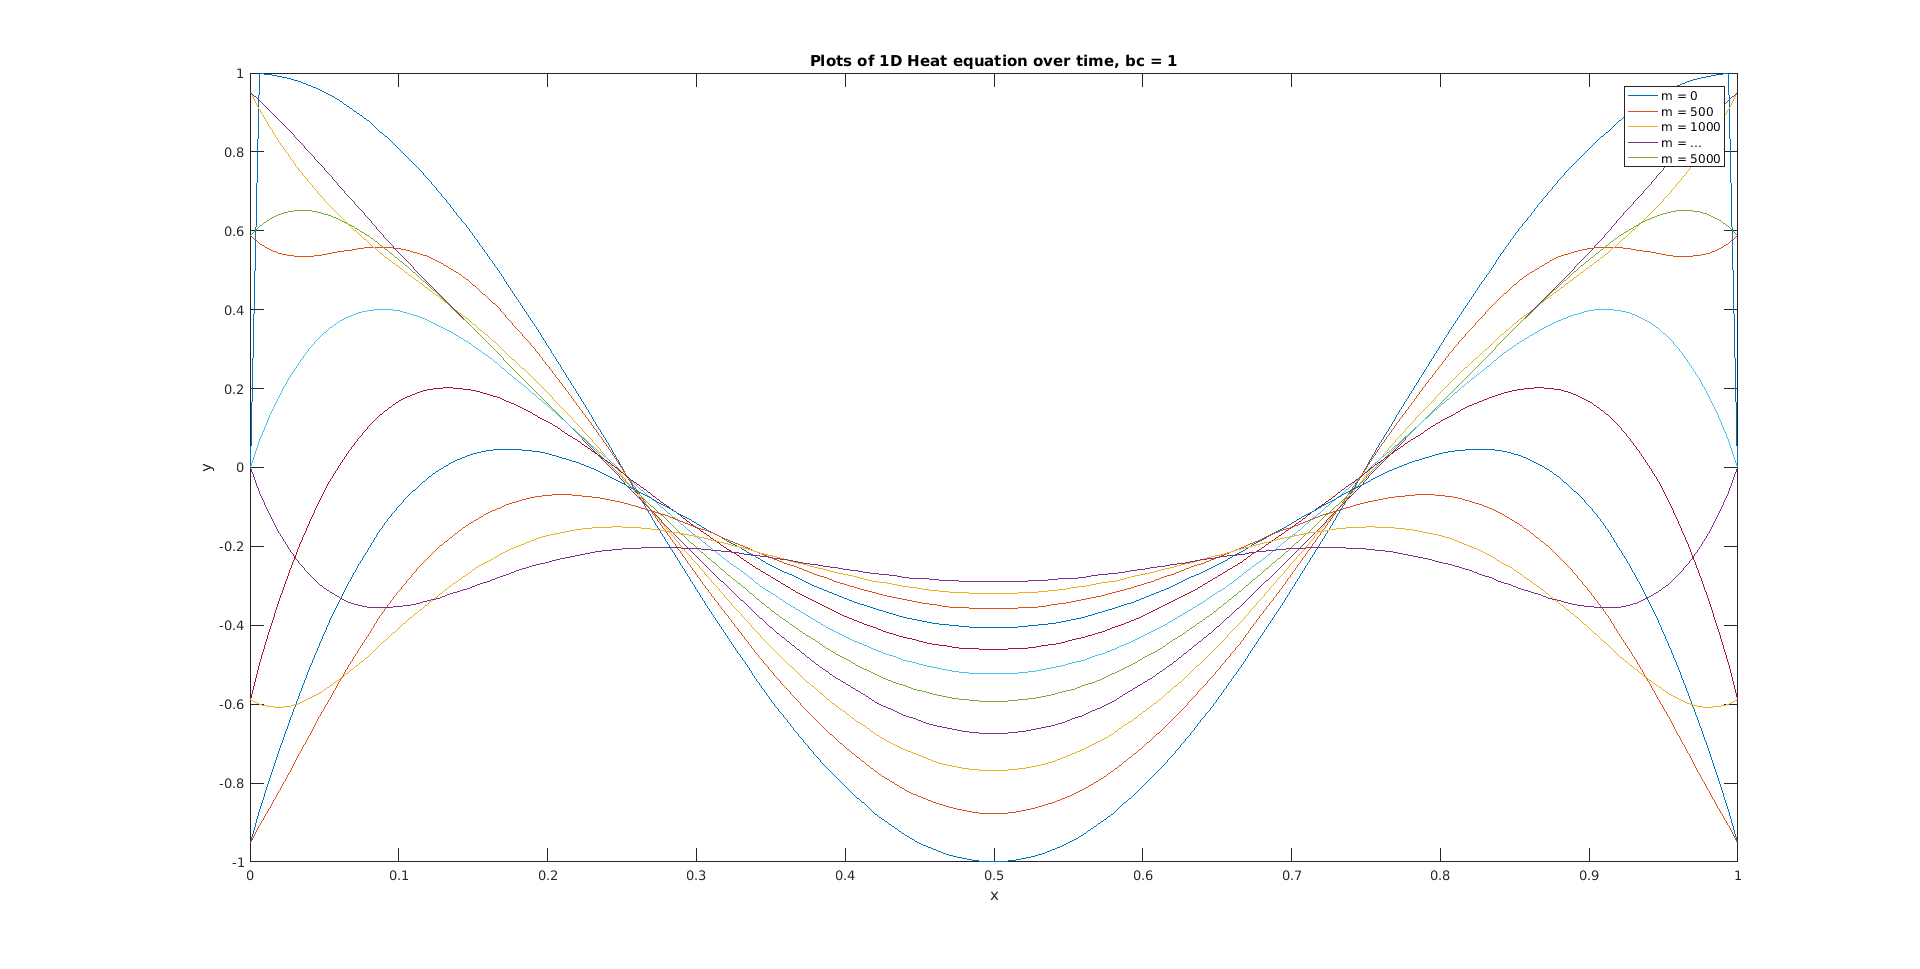 Plots of 1D Heat equation over time, bc = 1
m = 0
m = 500
m = 1000
m = ...
m = 5000
1
0.8
0.6
0.4
0.2
0
-0.2
-0.4
-0.6
-0.8
-1
y
0 0.1 0.2 0.3 0.4 0.5 0.6 0.7 0.8 0.9 1
x